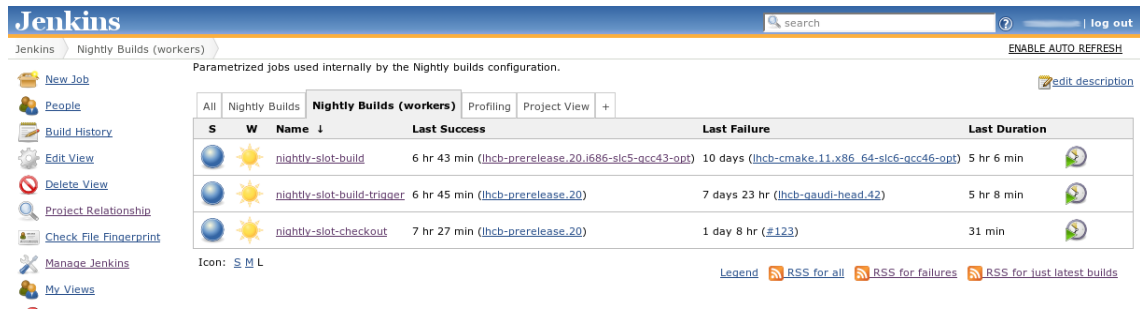 Jenkins
search
| log out
Jenkins Nightly Builds (workers)
ENABLE AUTO REFRESH
Parametrized jobs used internally by the Nightly builds configuration.
edit description
New Job
People
Build History
Edit View
Delete View
Project Relationship
Check File Fingerprint
Manage Jenkins
My Views
All Nightly Builds Nightly Builds (workers) Profiling Project View +
S W Name ↓ Last Success Last Failure Last Duration
nightly-slot-build 6 hr 43 min (lhcb-prerelease.20.i686-slc5-gcc43-opt) 10 days (lhcb-cmake.11.x86_64-slc6-gcc46-opt) 5 hr 6 min
nightly-slot-build-trigger 6 hr 45 min (lhcb-prerelease.20) 7 days 23 hr (lhcb-gaudi-head.42) 5 hr 8 min
nightly-slot-checkout 7 hr 27 min (lhcb-prerelease.20) 1 day 8 hr (#123) 31 min
Icon: S M L
Legend RSS for all RSS for failures RSS for just latest builds